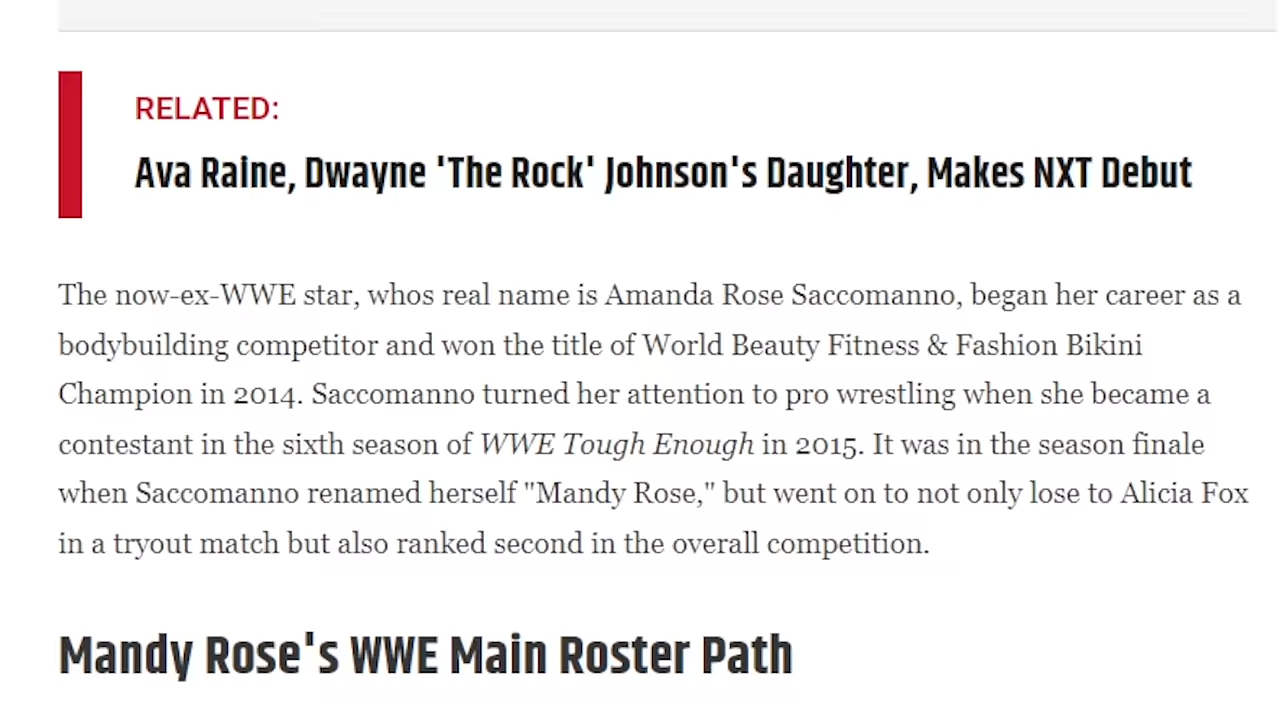 RELATED:
Ava Raine, Dwayne 'The Rock' Johnson's Daughter, Makes NXT Debut
The now-ex-WWE star, whos real name is Amanda Rose Saccomanno, began her career as a
bodybuilding competitor and won the title of World Beauty Fitness & Fashion Bikini
Champion in 2014. Saccomanno turned her attention to pro wrestling when she became a
contestant in the sixth season of WWE Tough Enough in 2015. It was in the season finale
when Saccomanno renamed herself "Mandy Rose," but went on to not only lose to Alicia Fox
in a tryout match but also ranked second in the overall competition.
Mandy Rose's WWE Main Roster Path